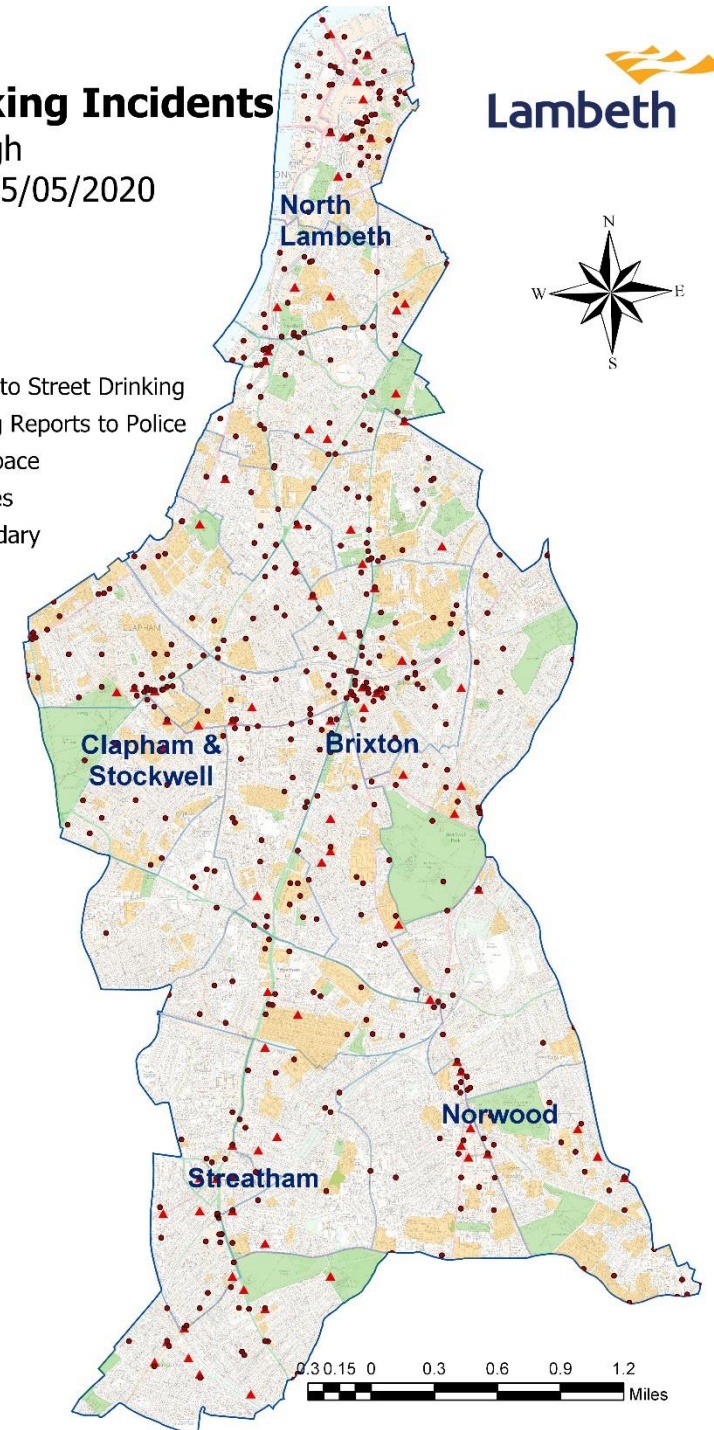 king Incidents
gh
5/05/2020
Lambeth
N
W
E
S
to Street Drinking
g Reports to Police
pace
es
dary
North
Lambeth
CLAPHAM
Clapham &
Stockwell
Brixton
Norwood
Streatham
0.3 0.15 0 0.3 0.6 0.9 1.2
Miles